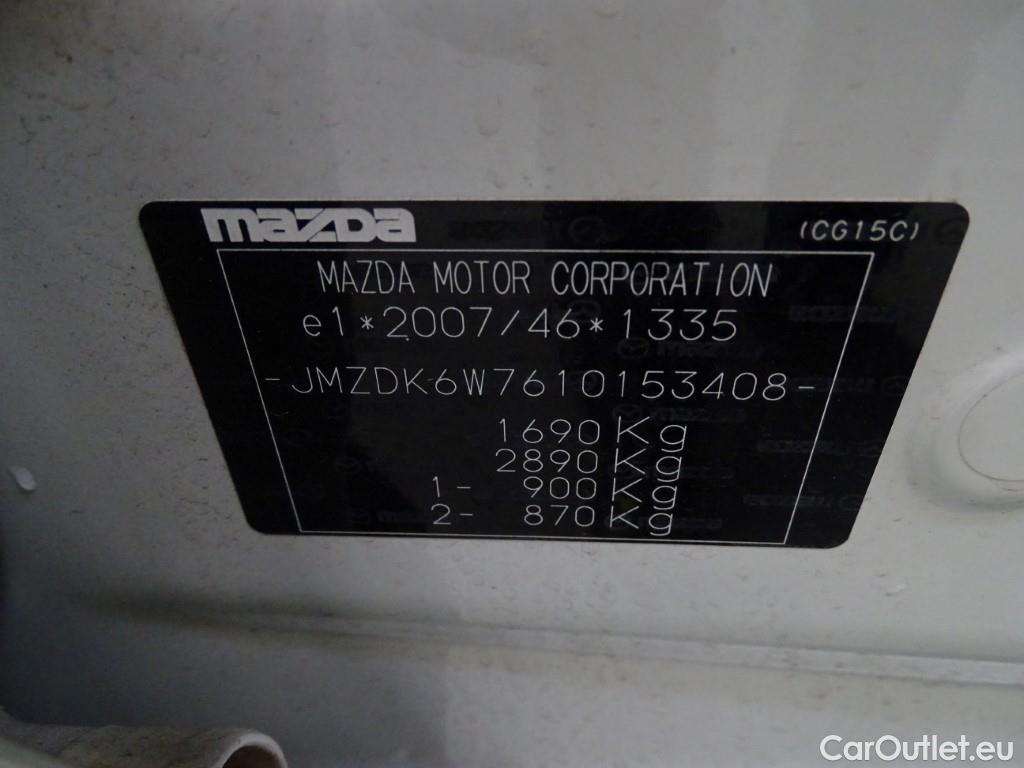 mazda (CG15C)
MAZDA MOTOR CORPORATION
e1*2007/46*1335
-JMZDK6W7610153408-
1690Kg
2890Kg
1- 900Kg
2- 870Kg
CarOutlet.eu